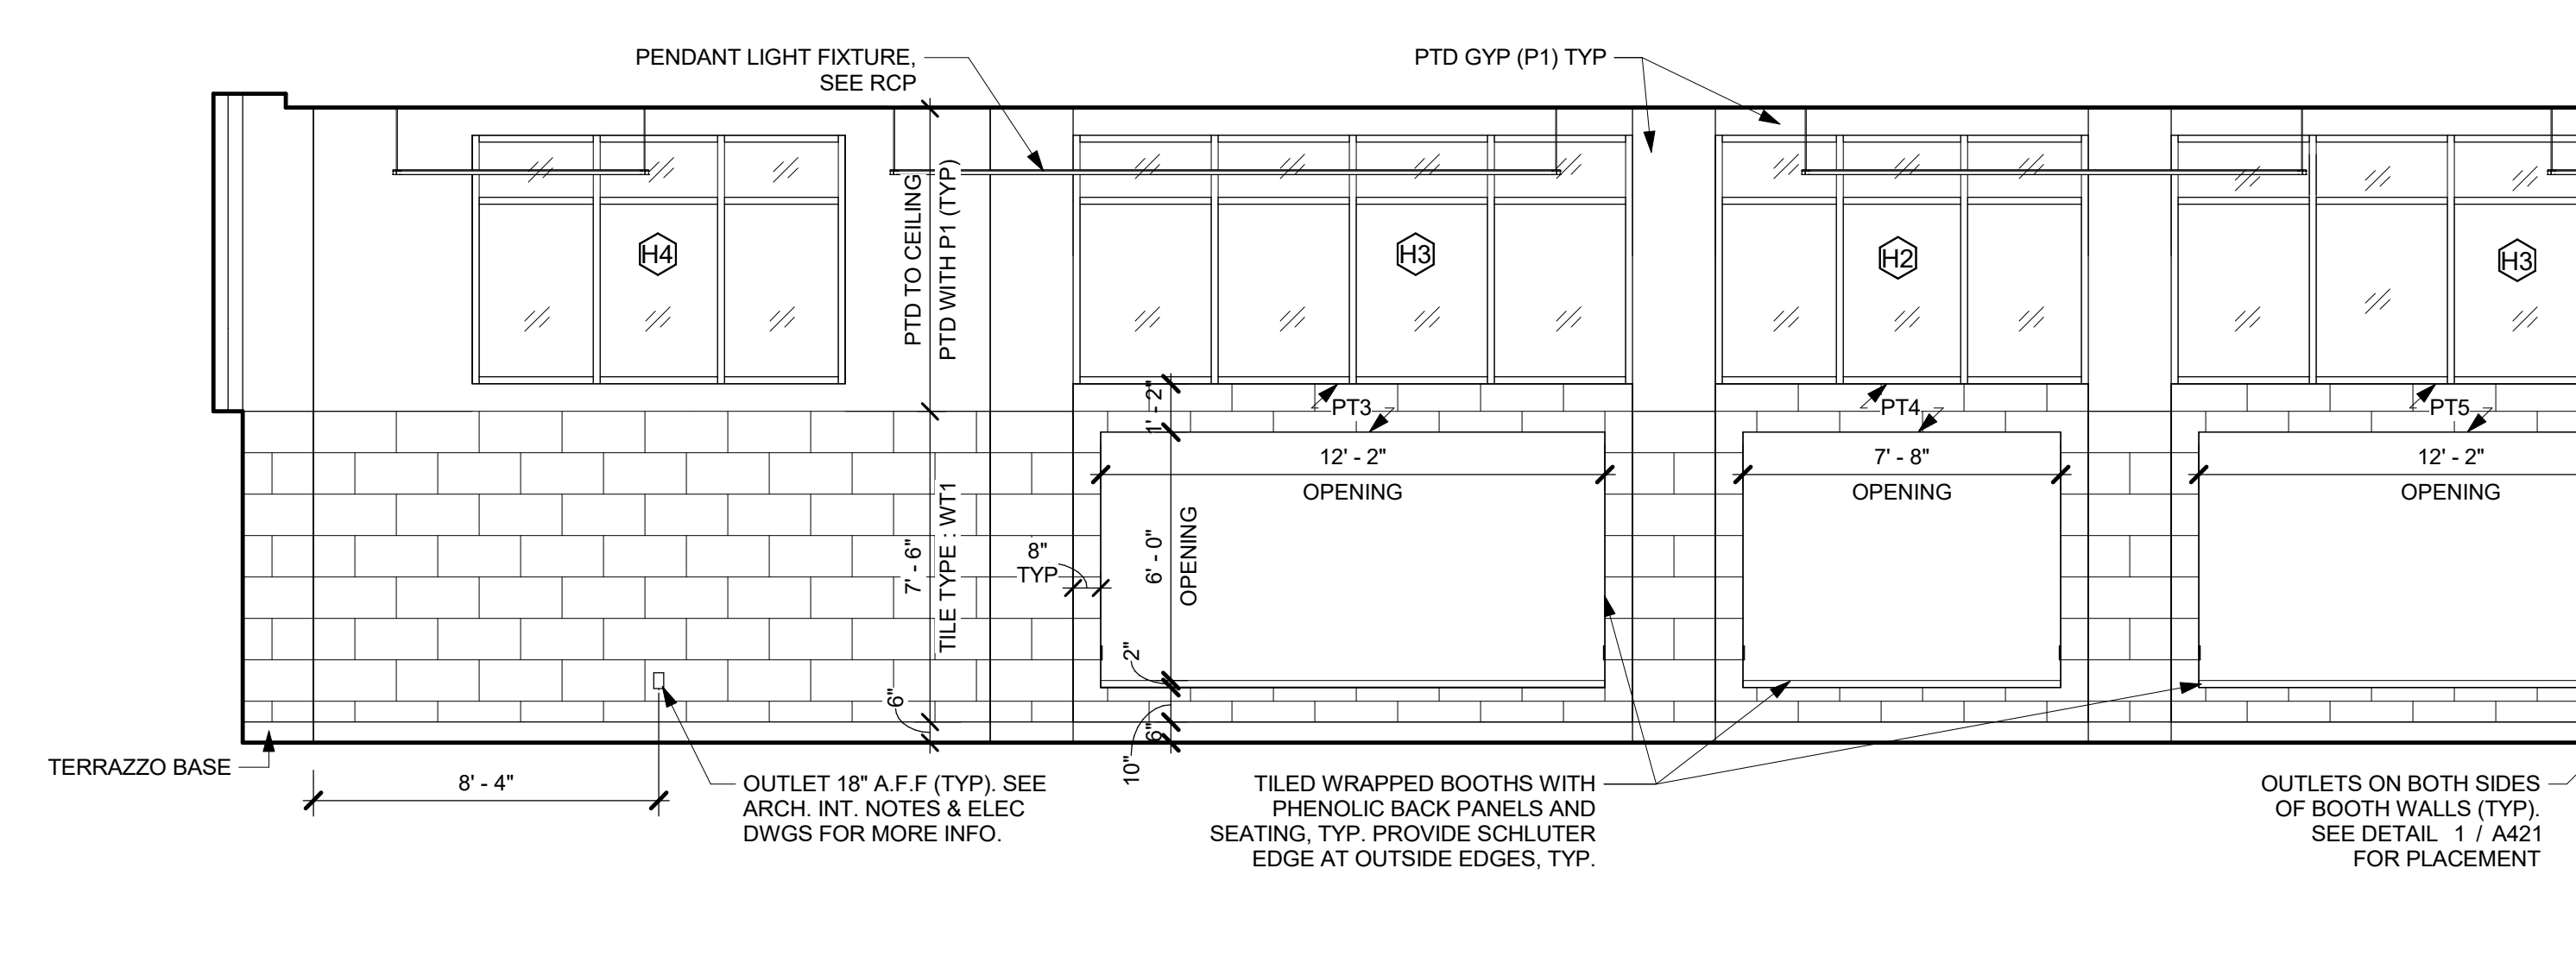 PENDANT LIGHT FIXTURE,
SEE RCP
PTD GYP (P1) TYP
PTD TO CEILING
PTD WITH P1 (TYP)
H4
H3
H2
H3
1' - 2"
PT3
PT4
PT5
12' - 2"
OPENING
7' - 8"
OPENING
12' - 2"
OPENING
7' - 6"
TILE TYPE : WT1
8"
TYP
6' - 0"
OPENING
2"
6"
6"
10"
TERRAZZO BASE
8' - 4"
OUTLET 18" A.F.F (TYP). SEE
ARCH. INT. NOTES & ELEC
DWGS FOR MORE INFO.
TILED WRAPPED BOOTHS WITH
PHENOLIC BACK PANELS AND
SEATING, TYP. PROVIDE SCHLUTER
EDGE AT OUTSIDE EDGES, TYP.
OUTLETS ON BOTH SIDES
OF BOOTH WALLS (TYP).
SEE DETAIL 1 / A421
FOR PLACEMENT